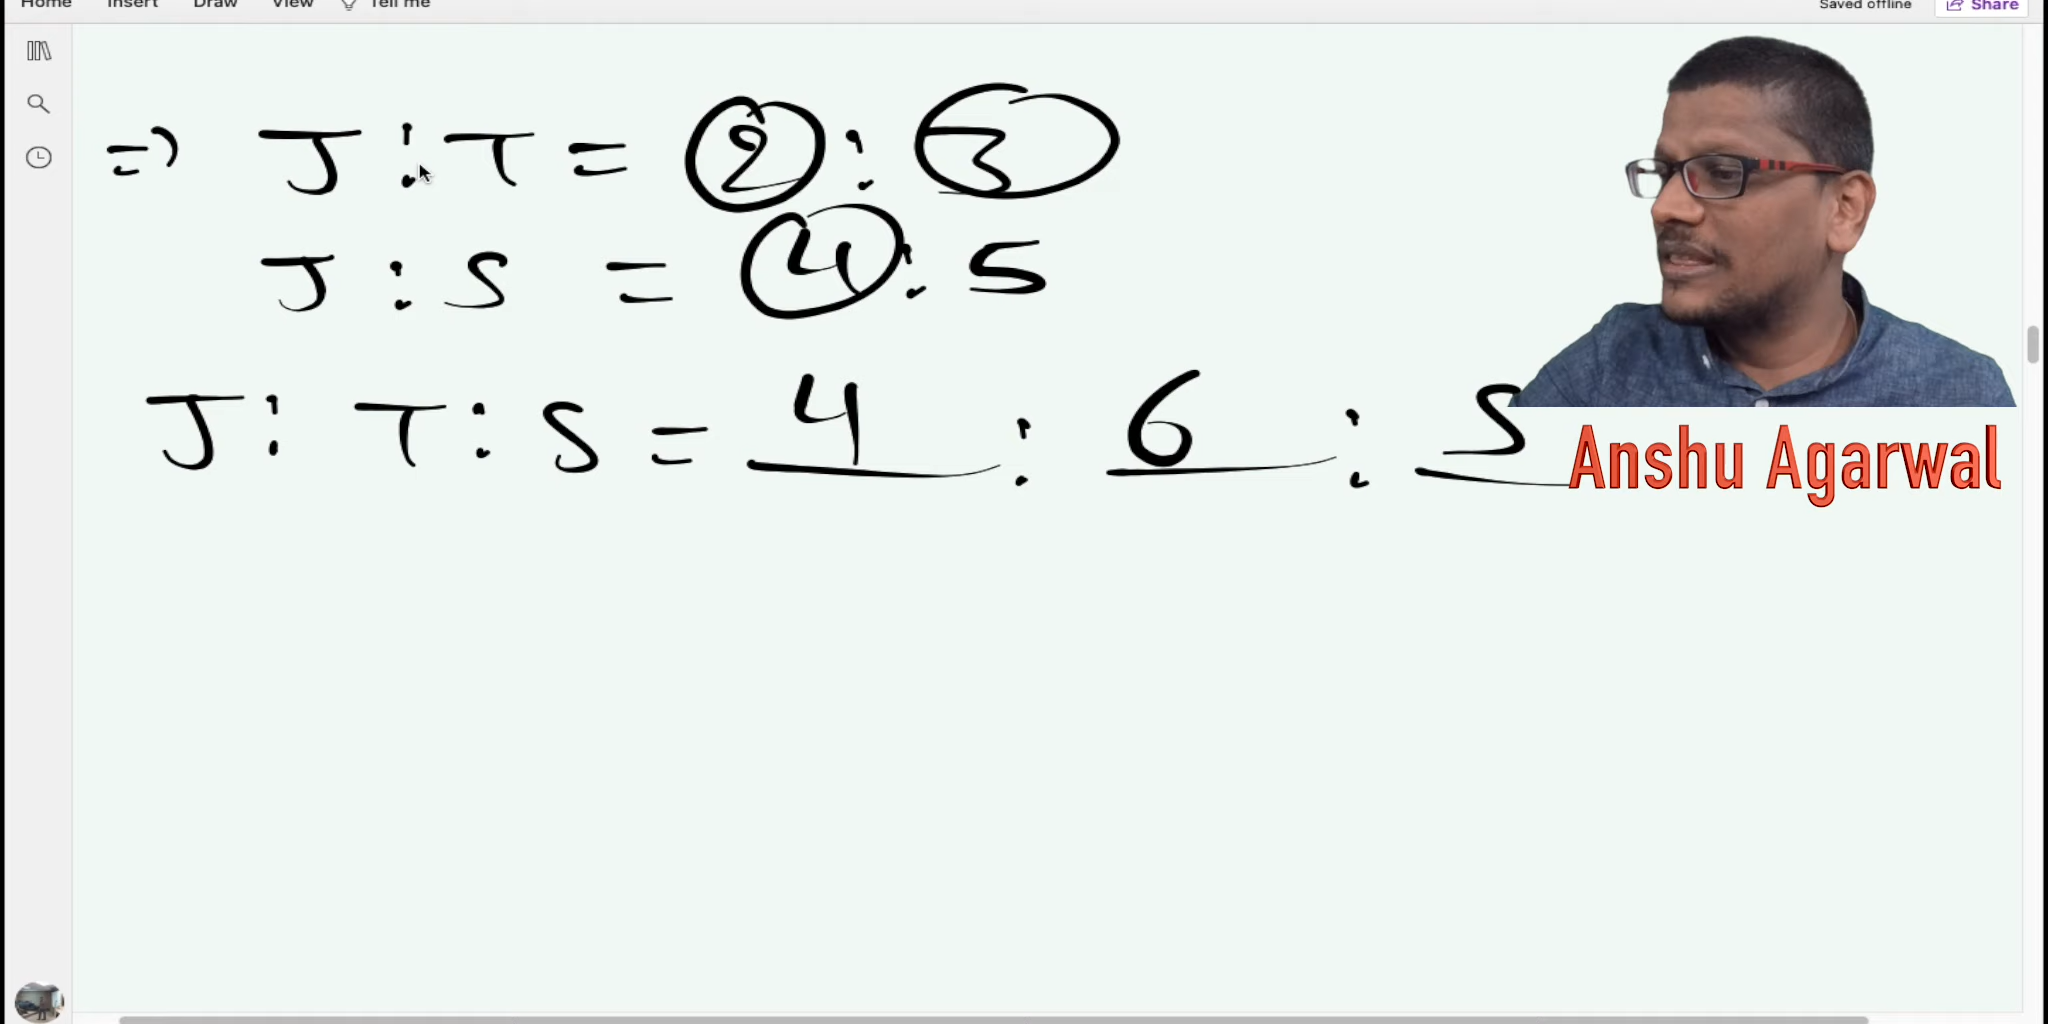 Home Insert Draw View Tell me Saved offline Share
=> J : T = 2 : 3
J : S = 4 : 5
J : T : S = 4 : 6 : 5
Anshu Agarwal